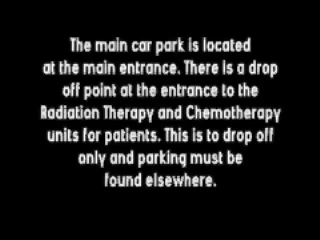 The main car park is located
at the main entrance. There is a drop
off point at the entrance to the
Radiation Therapy and Chemotherapy
units for patients. This is to drop off
only and parking must be
found elsewhere.